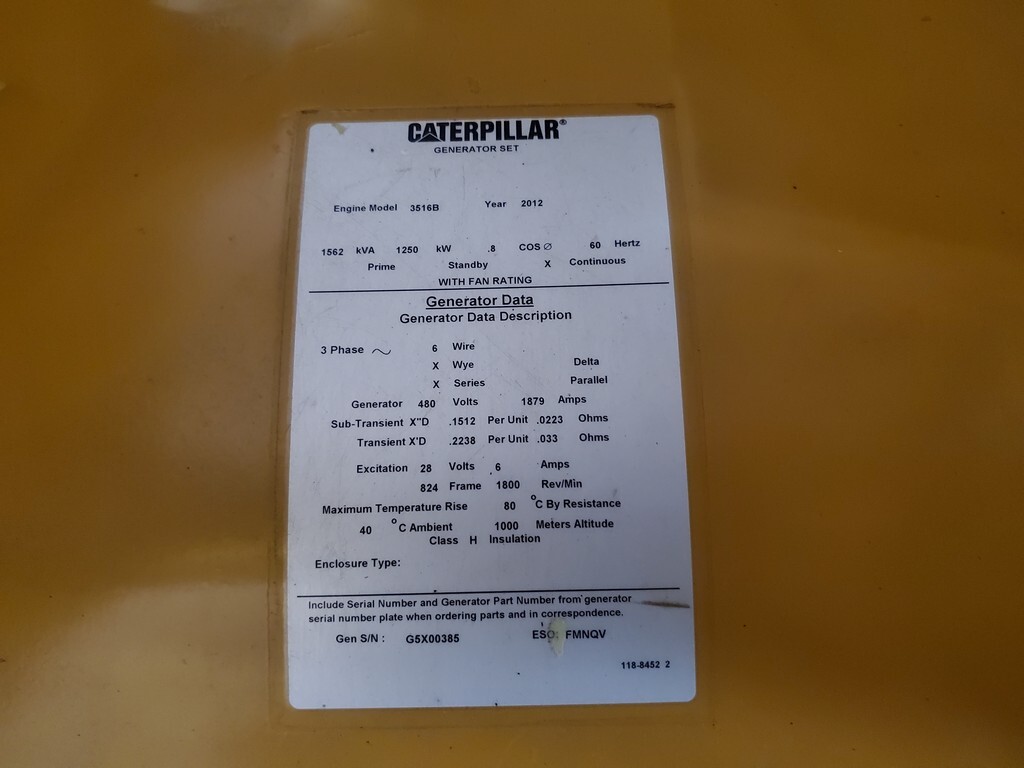 CATERPILLAR®
GENERATOR SET
Engine Model 3516B Year 2012
1562 kVA 1250 kW .8 COS Ø 60 Hertz
Prime Standby X Continuous
WITH FAN RATING
Generator Data
Generator Data Description
3 Phase 6 Wire
X Wye Delta
X Series Parallel
Generator 480 Volts 1879 Amps
Sub-Transient X"D .1512 Per Unit .0223 Ohms
Transient X'D .2238 Per Unit .033 Ohms
Excitation 28 Volts 6 Amps
824 Frame 1800 Rev/Min
Maximum Temperature Rise 80 °C By Resistance
40 °C Ambient 1000 Meters Altitude
Class H Insulation
Enclosure Type:
Include Serial Number and Generator Part Number from generator
serial number plate when ordering parts and in correspondence.
Gen S/N : G5X00385 ESO: FMNQV
118-8452 2